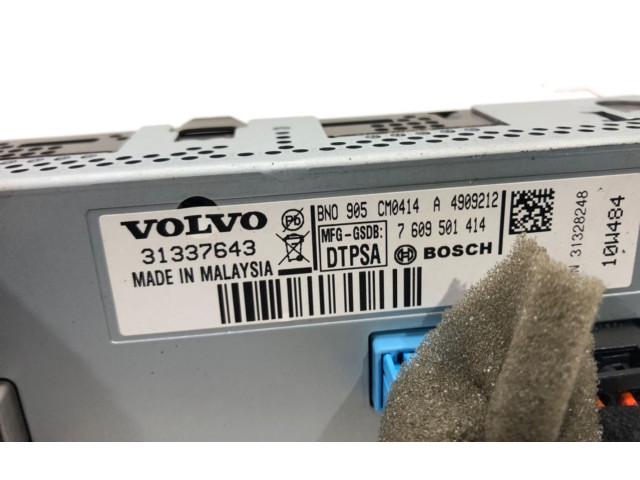 VOLVO
31337643
MADE IN MALAYSIA
Pb
BNO 905 CM0414 A 4909212
MFG-GSDB: 7 609 501 414
DTPSA BOSCH
N 31328248
10W484